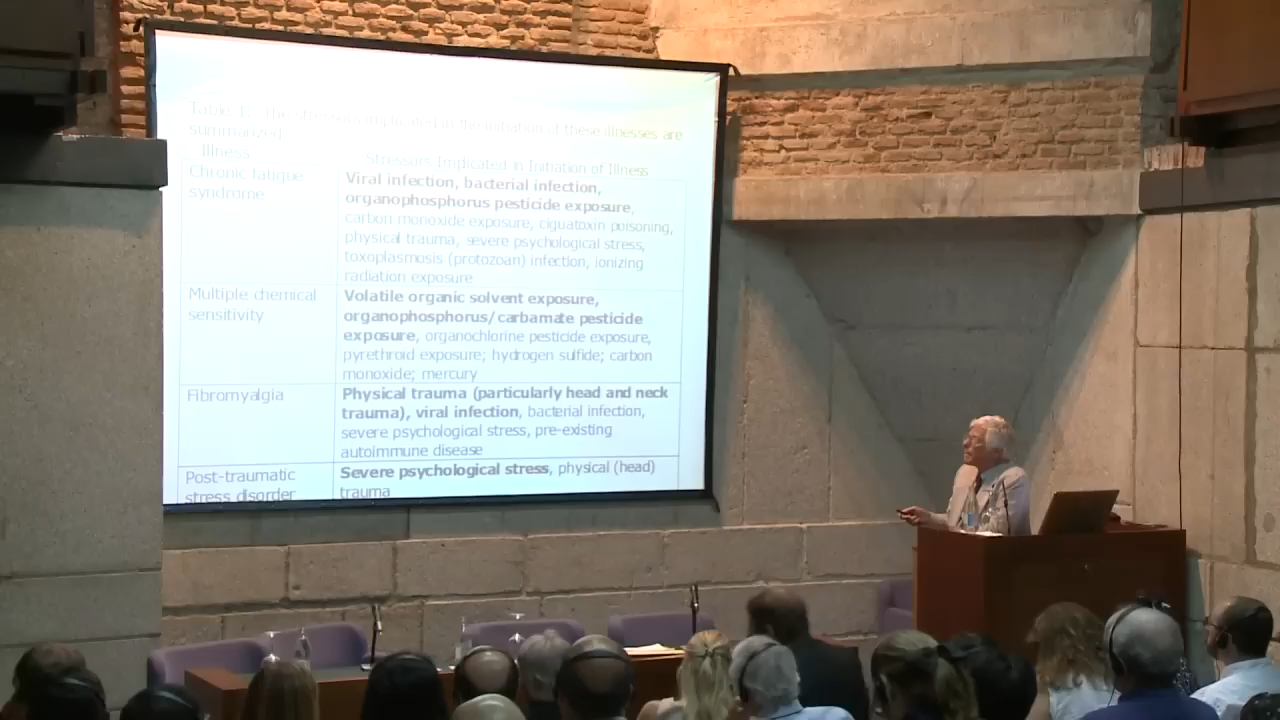 Table 1. The stressors implicated in the initiation of these illnesses are
summarized.
Illness
Stressors Implicated in Initiation of Illness
Chronic fatigue
syndrome
Viral infection, bacterial infection,
organophosphorus pesticide exposure,
carbon monoxide exposure, ciguatoxin poisoning,
physical trauma, severe psychological stress,
toxoplasmosis (protozoan) infection, ionizing
radiation exposure
Multiple chemical
sensitivity
Volatile organic solvent exposure,
organophosphorus/carbamate pesticide
exposure, organochlorine pesticide exposure,
pyrethroid exposure; hydrogen sulfide; carbon
monoxide; mercury
Fibromyalgia
Physical trauma (particularly head and neck
trauma), viral infection, bacterial infection,
severe psychological stress, pre-existing
autoimmune disease
Post-traumatic
stress disorder
Severe psychological stress, physical (head)
trauma